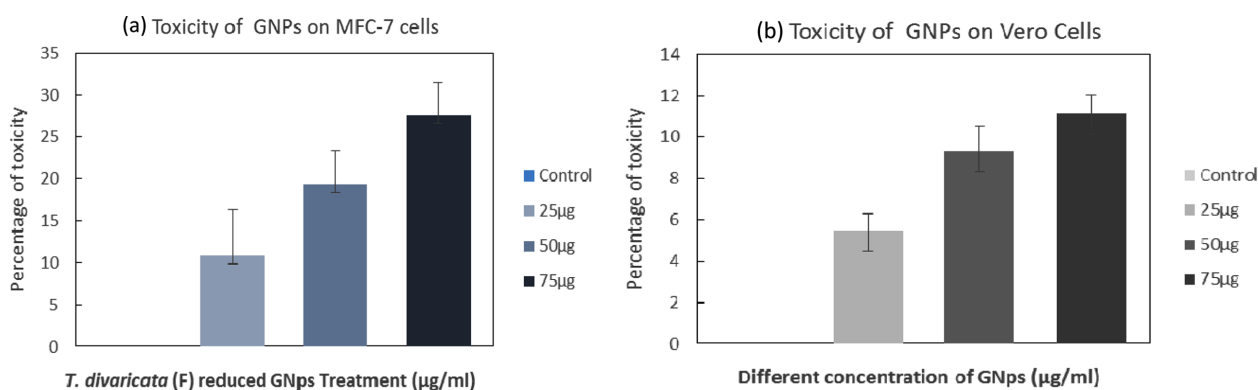 (a) Toxicity of GNPs on MFC-7 cells
35
30
25
20
15
10
5
0
Percentage of toxicity
Control
25µg
50µg
75µg
T. divaricata (F) reduced GNps Treatment (µg/ml)
(b) Toxicity of GNPs on Vero Cells
14
12
10
8
6
4
2
0
Percentage of toxicity
Control
25µg
50µg
75µg
Different concentration of GNPs (µg/ml)